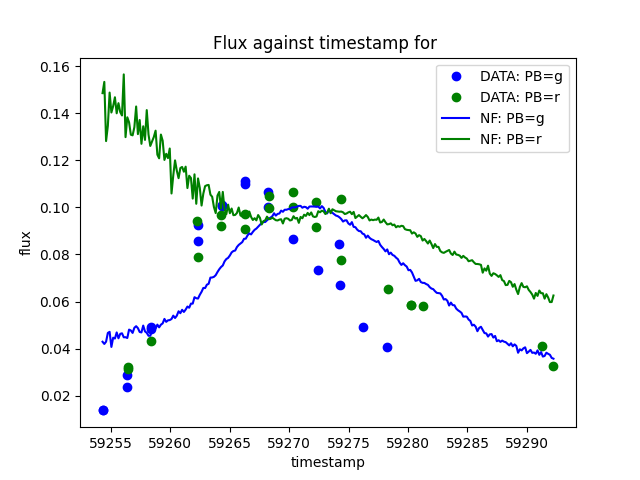 Flux against timestamp for
0.16
0.14
0.12
0.10
0.08
0.06
0.04
0.02
flux
DATA: PB=g
DATA: PB=r
NF: PB=g
NF: PB=r
59255 59260 59265 59270 59275 59280 59285 59290
timestamp